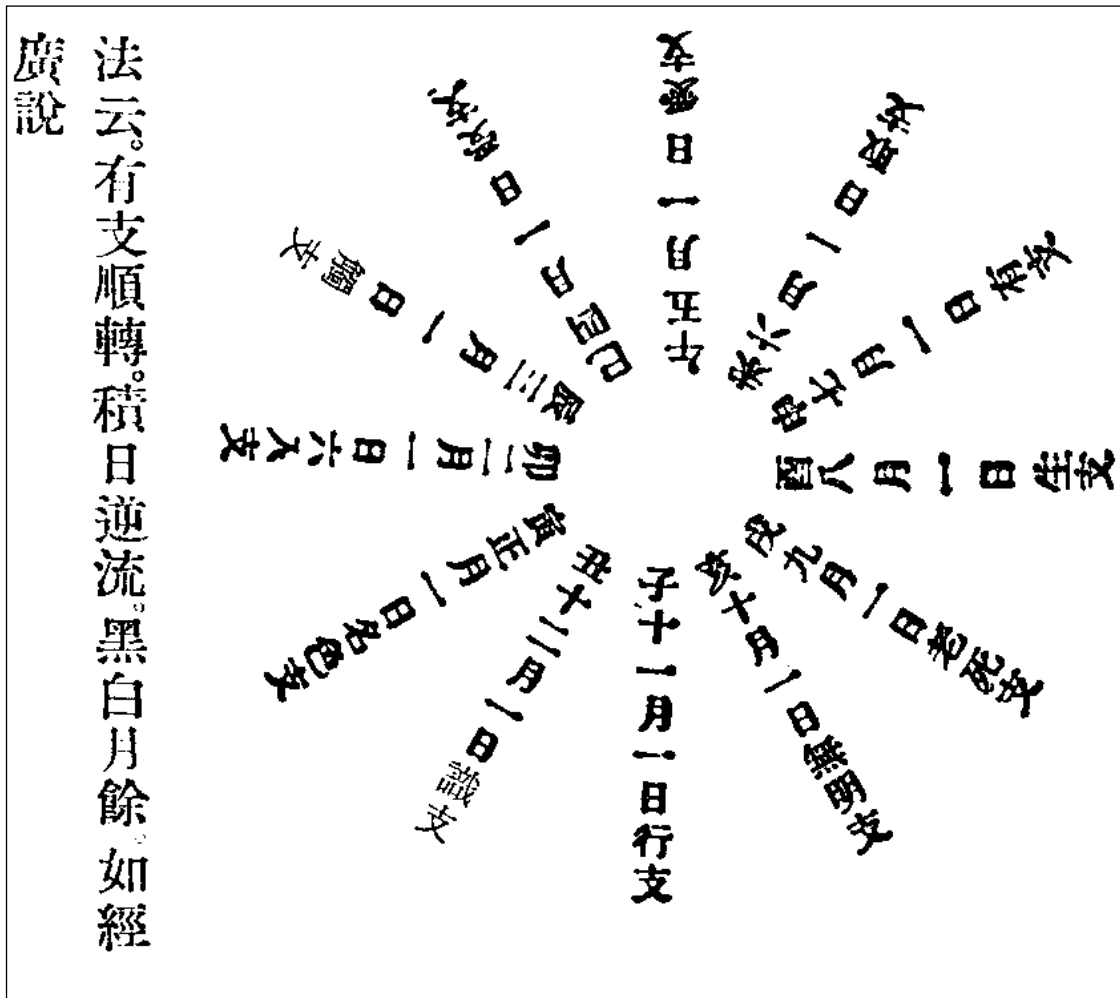 子十一月一日行支
丑十二月一日識支
寅正月一日名色支
卯二月一日六入支
辰三月一日觸支
巳四月一日受支
午五月一日愛支
未六月一日取支
申七月一日有支
酉八月一日生支
戌九月一日老死支
亥十月一日無明支
法云。有支順轉。積日逆流。黑白月餘。如經
廣說